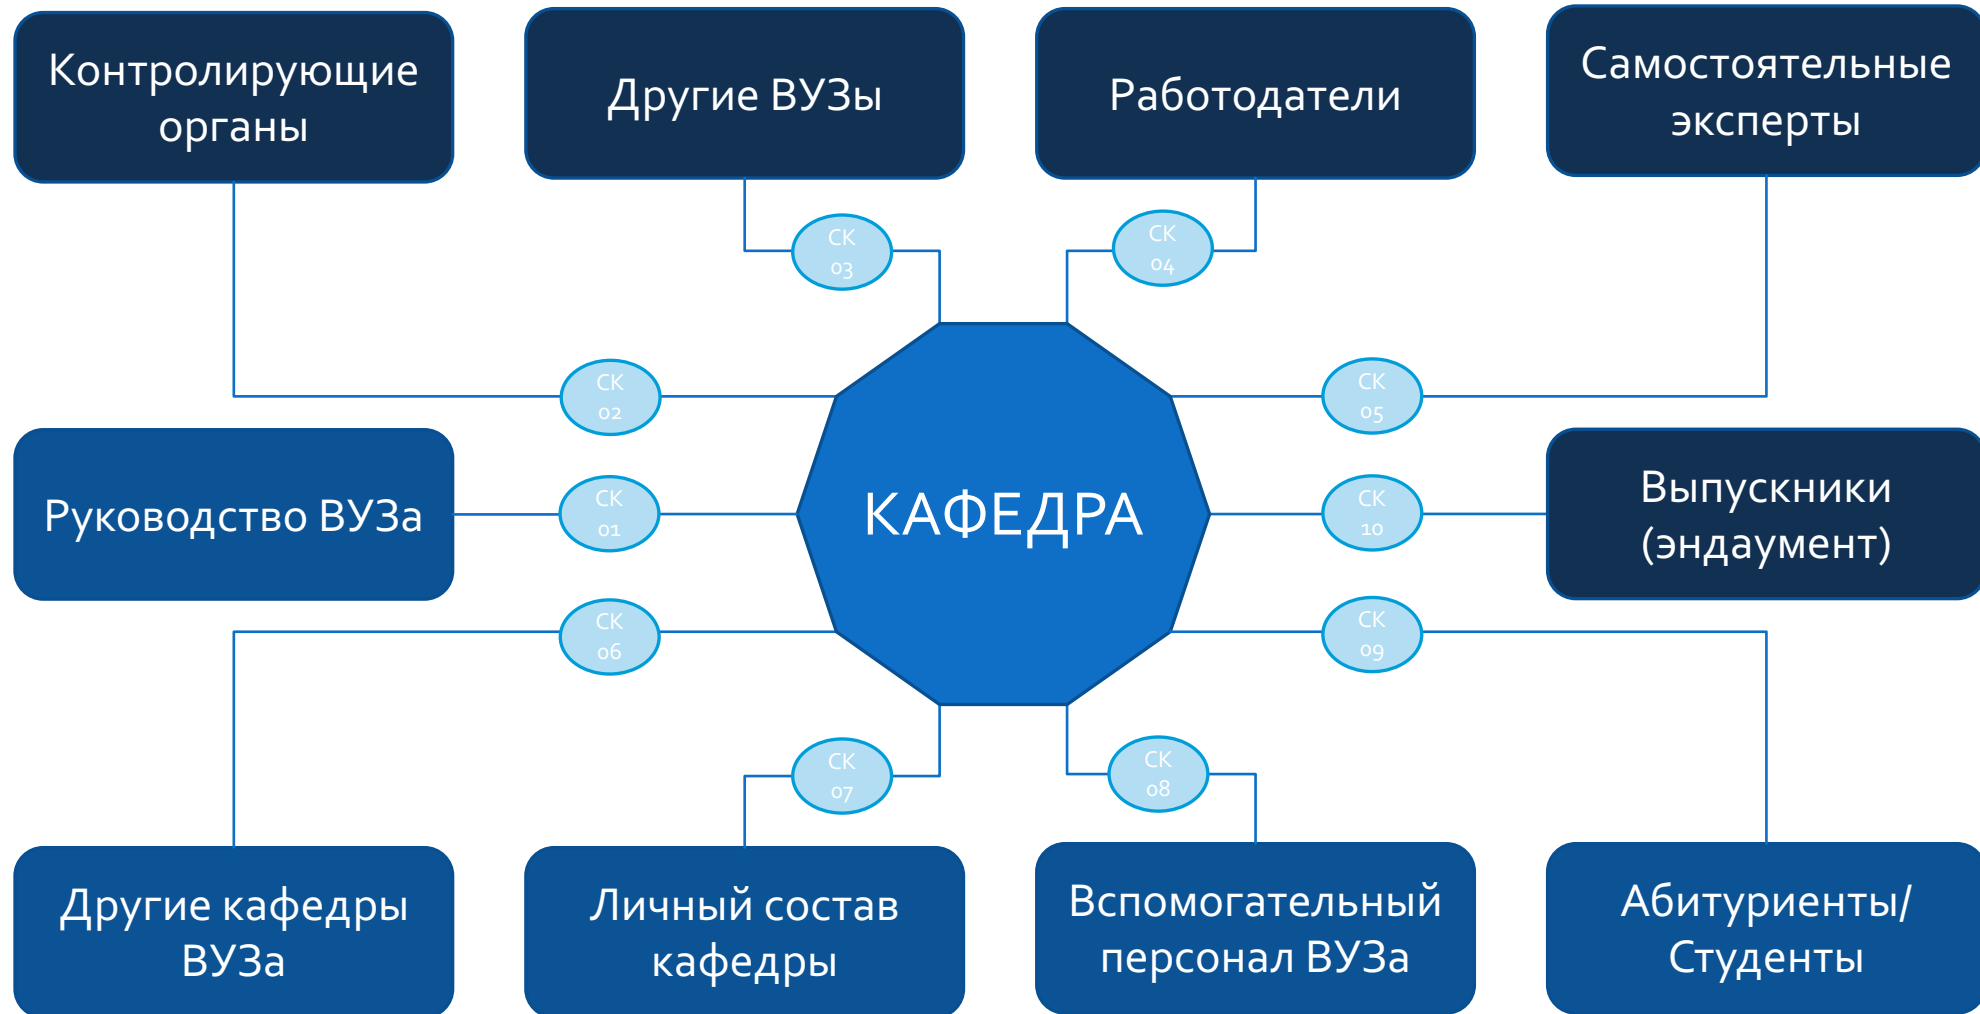 Контролирующие
органы
Другие ВУЗы
Работодатели
Самостоятельные
эксперты
СК
03
СК
04
СК
02
СК
05
Руководство ВУЗа
СК
01
КАФЕДРА
СК
10
Выпускники
(эндаумент)
СК
06
СК
09
СК
07
СК
08
Другие кафедры
ВУЗа
Личный состав
кафедры
Вспомогательный
персонал ВУЗа
Абитуриенты/
Студенты